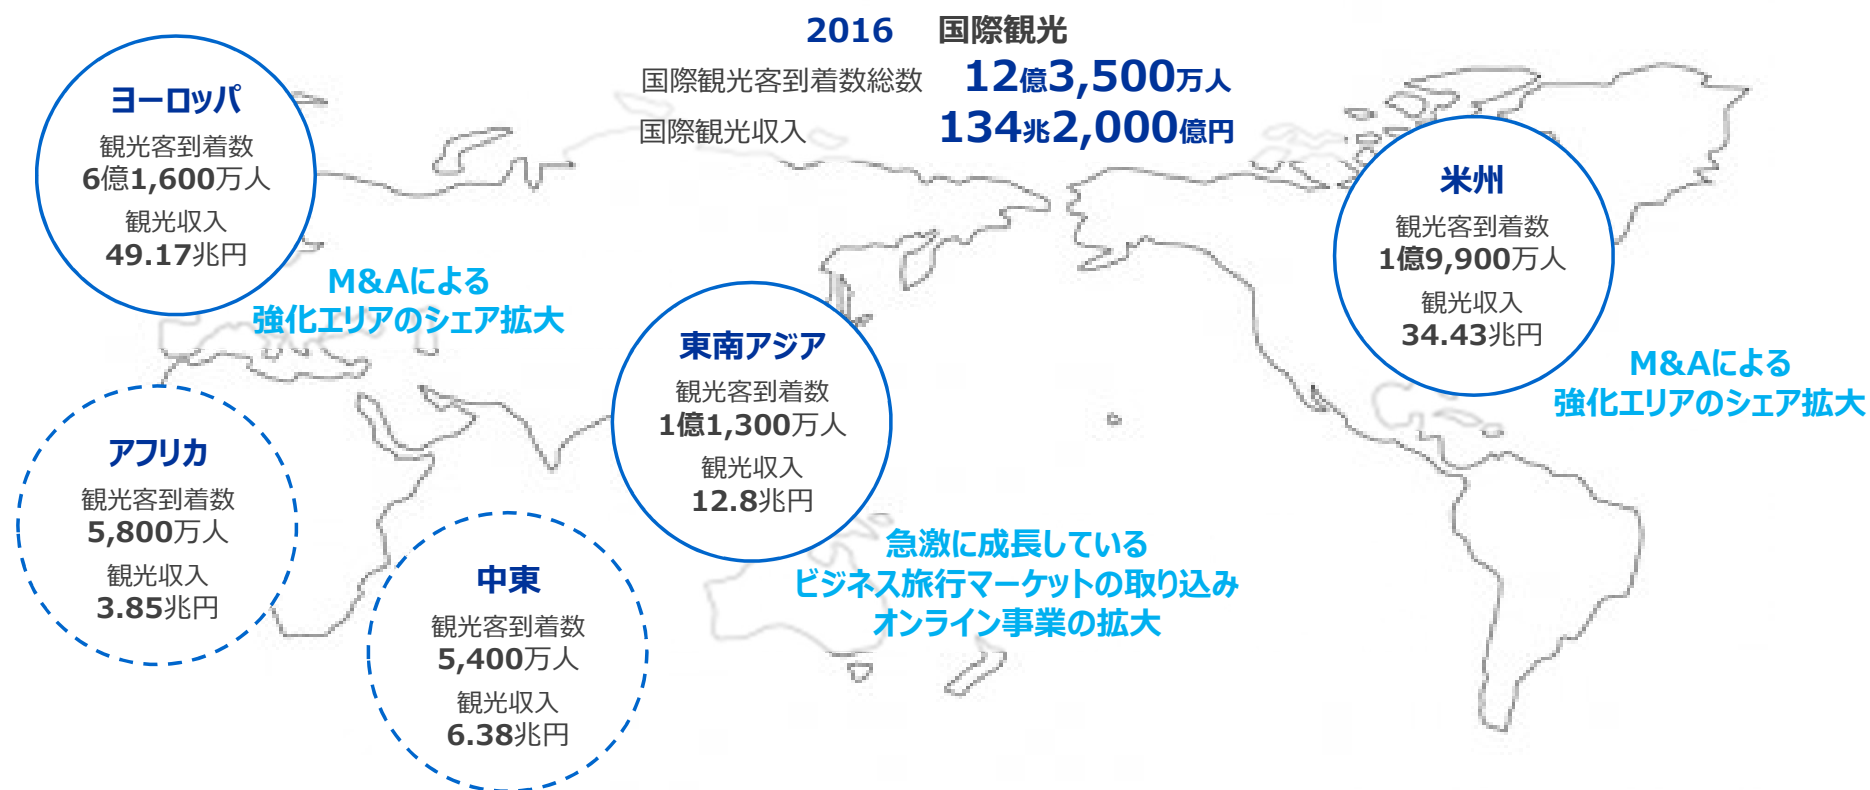 2016 国際観光
国際観光客到着数総数 12億3,500万人
国際観光収入 134兆2,000億円
ヨーロッパ
観光客到着数
6億1,600万人
観光収入
49.17兆円
M&Aによる
強化エリアのシェア拡大
米州
観光客到着数
1億9,900万人
観光収入
34.43兆円
M&Aによる
強化エリアのシェア拡大
東南アジア
観光客到着数
1億1,300万人
観光収入
12.8兆円
急激に成長している
ビジネス旅行マーケットの取り込み
オンライン事業の拡大
アフリカ
観光客到着数
5,800万人
観光収入
3.85兆円
中東
観光客到着数
5,400万人
観光収入
6.38兆円